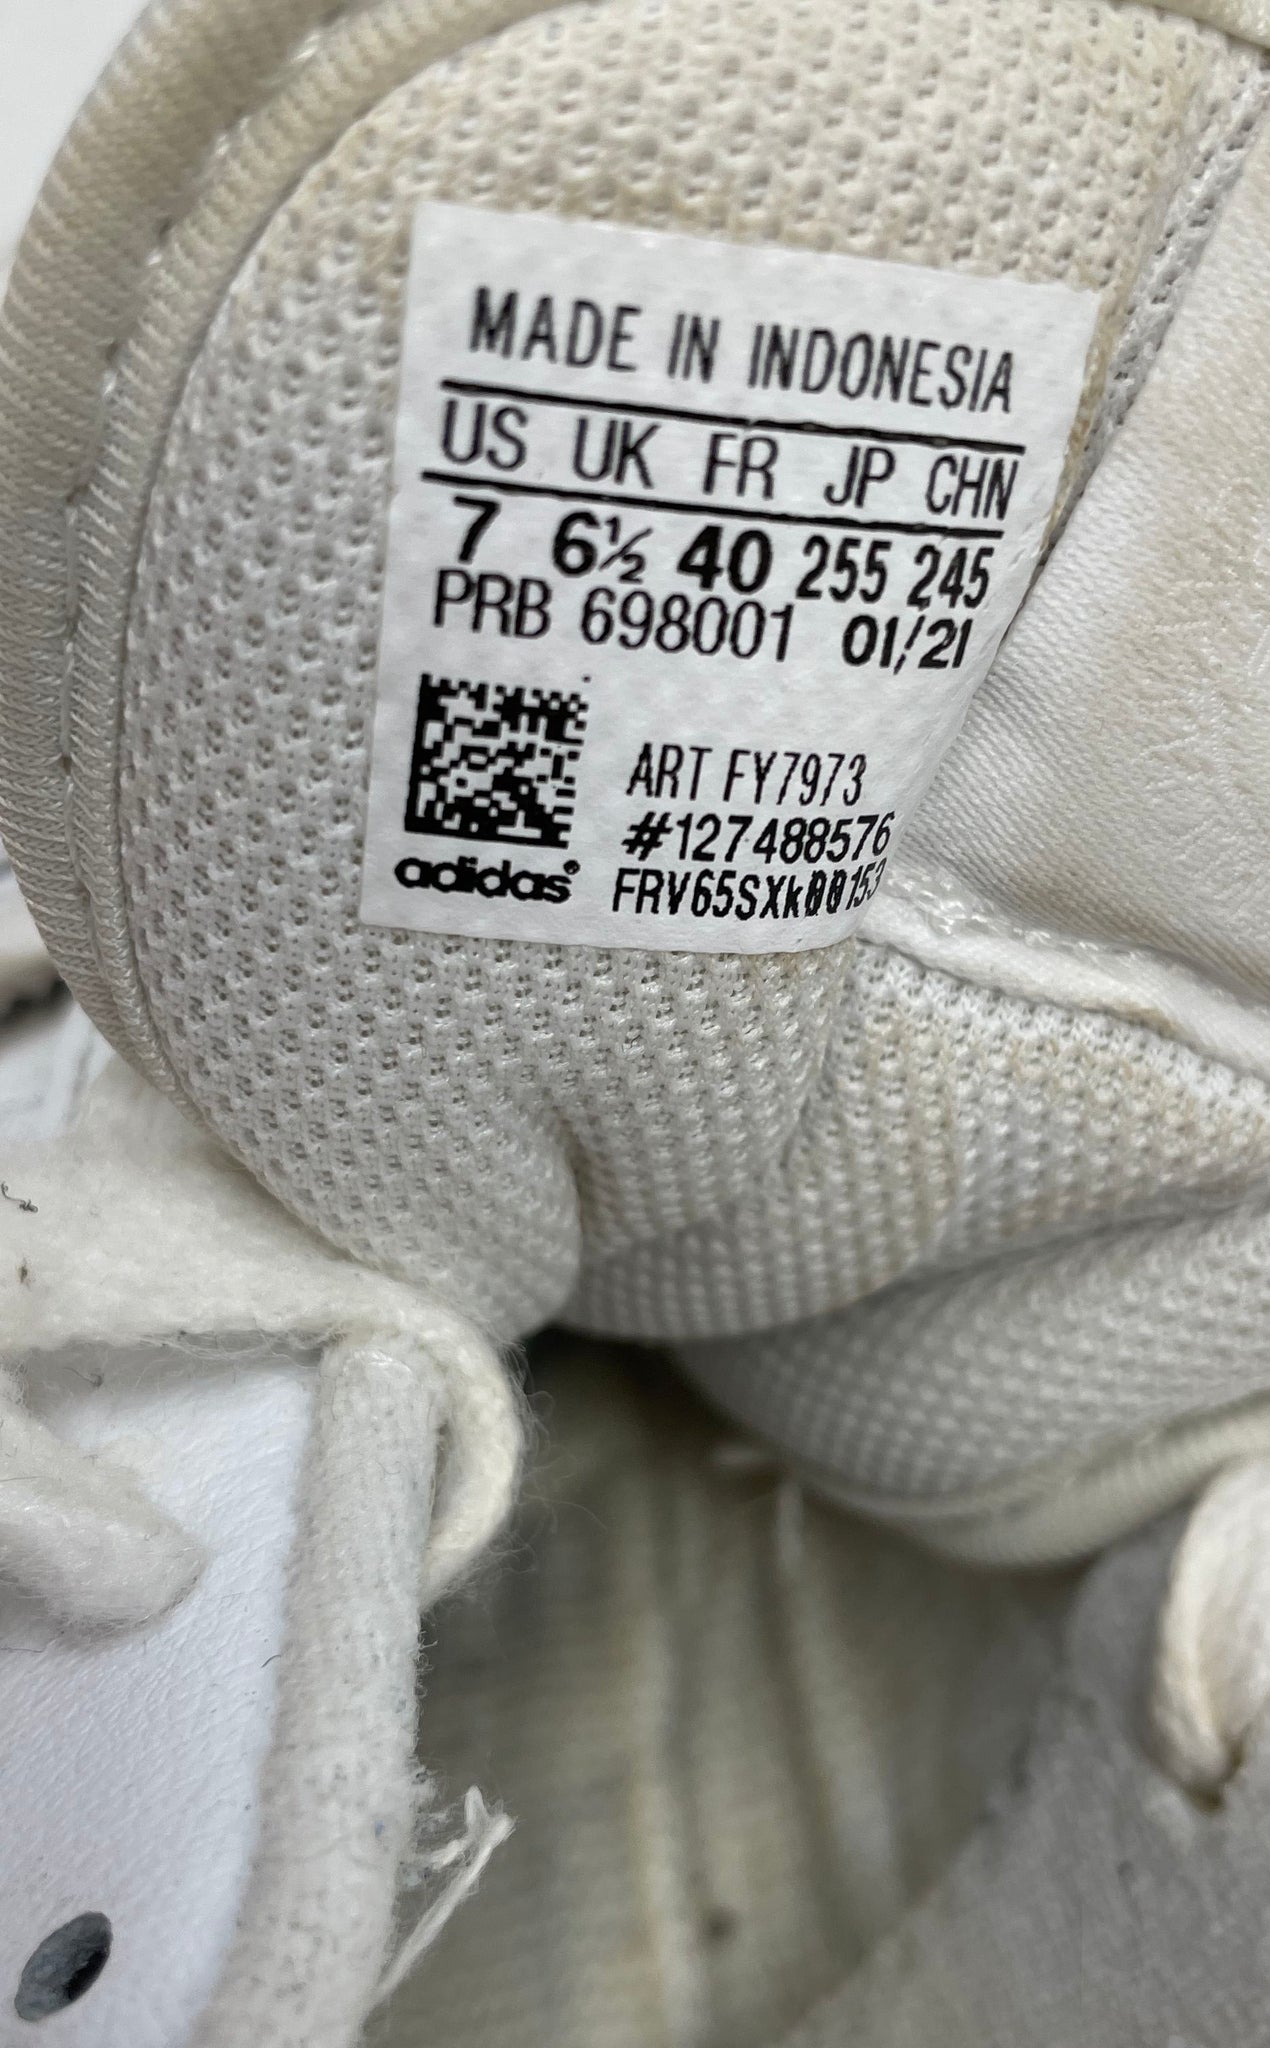 MADE IN INDONESIA
US UK FR JP CHN
7 6½ 40 255 245
PRB 698001 01/21
ART FY7973
#127488576
adidas®